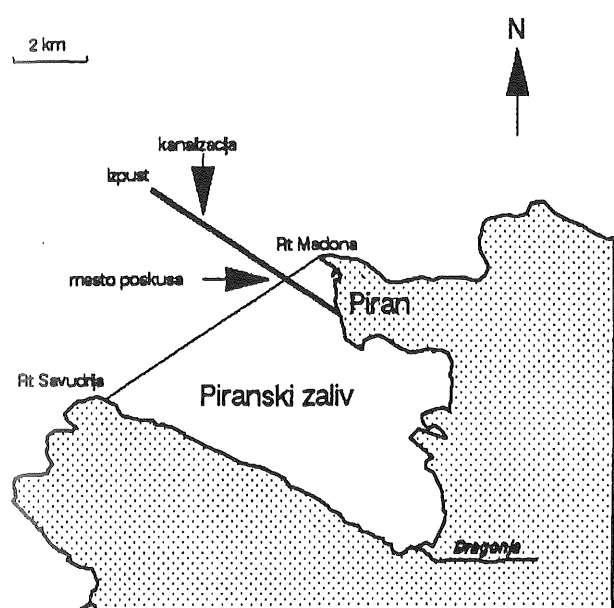 N
2 km
kanalizacija
izpust
Rt Madona
mesto poskusa
Piran
Rt Savudrija
Piranski zaliv
Dragonja